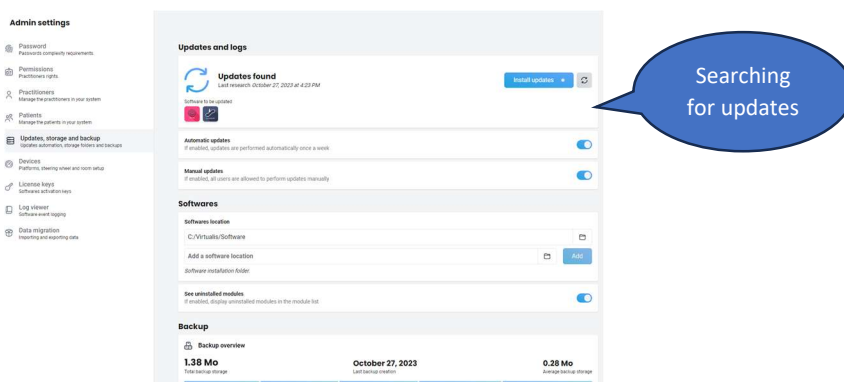 Admin settings
Password
Passwords complexity requirements.
Permissions
Practitioners rights.
Practitioners
Manage the practitioners in your system
Patients
Manage the patients in your system
Updates, storage and backup
Updates automation, storage folders and backups
Devices
Platforms, steering wheel and room setup
License keys
Softwares activation keys
Log viewer
Software event logging
Data migration
Importing and exporting data
Updates and logs
Updates found
Last research October 27, 2023 at 4:23 PM
Install updates
Software to be updated:
Automatic updates
If enabled, updates are performed automatically once a week
Manual updates
If enabled, all users are allowed to perform updates manually
Softwares
Softwares location
C:/Virtualis/Software
Add a software location
Add
Software installation folder.
See uninstalled modules
If enabled, display uninstalled modules in the module list
Backup
Backup overview
1.38 Mo
October 27, 2023
0.28 Mo
Total backup storage
Last backup creation
Average backup storage
Searching
for updates